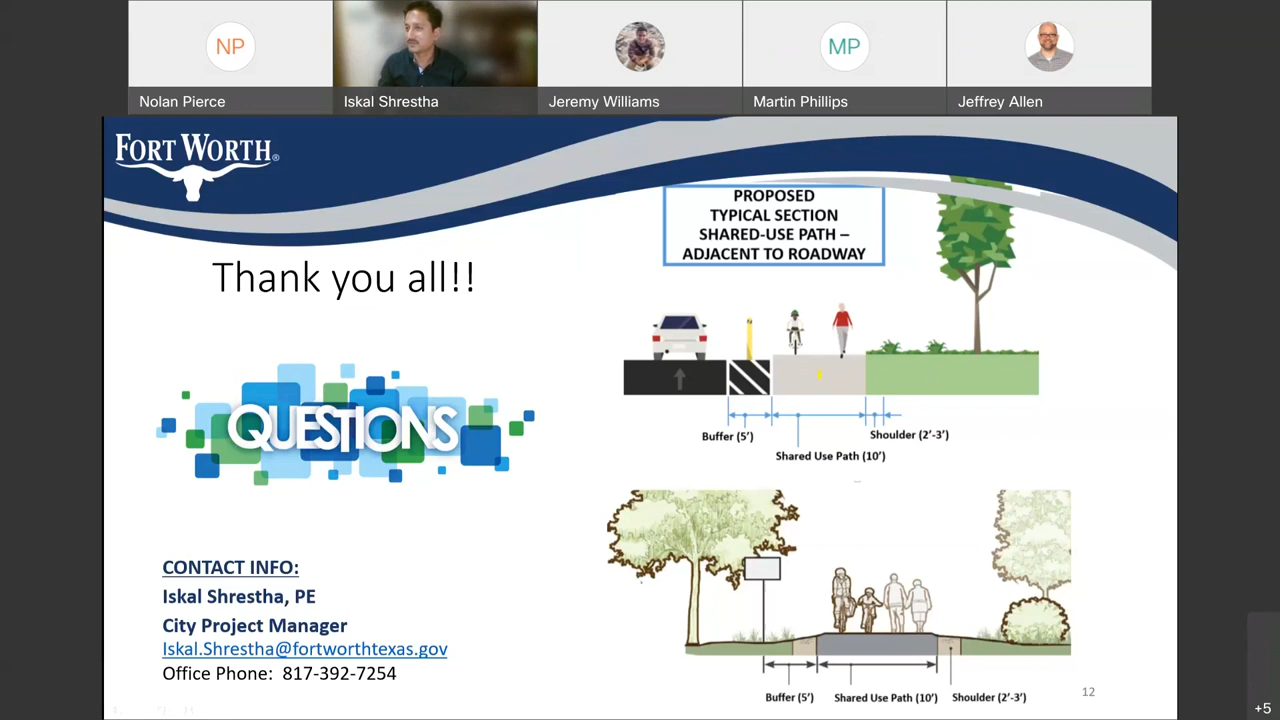 NP
MP
Nolan Pierce
Iskal Shrestha
Jeremy Williams
Martin Phillips
Jeffrey Allen
FORT WORTH®
PROPOSED
TYPICAL SECTION
SHARED-USE PATH –
ADJACENT TO ROADWAY
Thank you all!!
QUESTIONS
Buffer (5')
Shoulder (2'-3')
Shared Use Path (10')
CONTACT INFO:
Iskal Shrestha, PE
City Project Manager
Iskal.Shrestha@fortworthtexas.gov
Office Phone: 817-392-7254
Buffer (5')
Shared Use Path (10')
Shoulder (2'-3')
12
+5